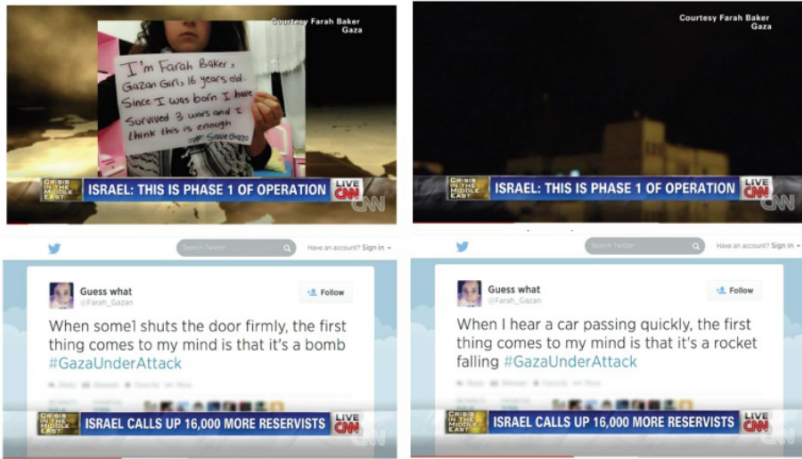 Courtesy Farah Baker
Gaza
I'm Farah Baker,
Gazan Girl, 16 years old.
Since I was born I have
Survived 3 wars and I
think this is enough
CRISIS
IN THE
MIDDLE
EAST
ISRAEL: THIS IS PHASE 1 OF OPERATION
LIVE
CNN
CNN
Courtesy Farah Baker
Gaza
CRISIS
IN THE
MIDDLE
EAST
ISRAEL: THIS IS PHASE 1 OF OPERATION
LIVE
CNN
CNN
Search Twitter
Have an account? Sign in
Guess what
@Farah_Gazan
Follow
When some1 shuts the door firmly, the first
thing comes to my mind is that it's a bomb
#GazaUnderAttack
CRISIS
IN THE
MIDDLE
EAST
ISRAEL CALLS UP 16,000 MORE RESERVISTS
LIVE
CNN
Search Twitter
Have an account? Sign in
Guess what
@Farah_Gazan
Follow
When I hear a car passing quickly, the first
thing comes to my mind is that it's a rocket
falling #GazaUnderAttack
CRISIS
IN THE
MIDDLE
EAST
ISRAEL CALLS UP 16,000 MORE RESERVISTS
LIVE
CNN